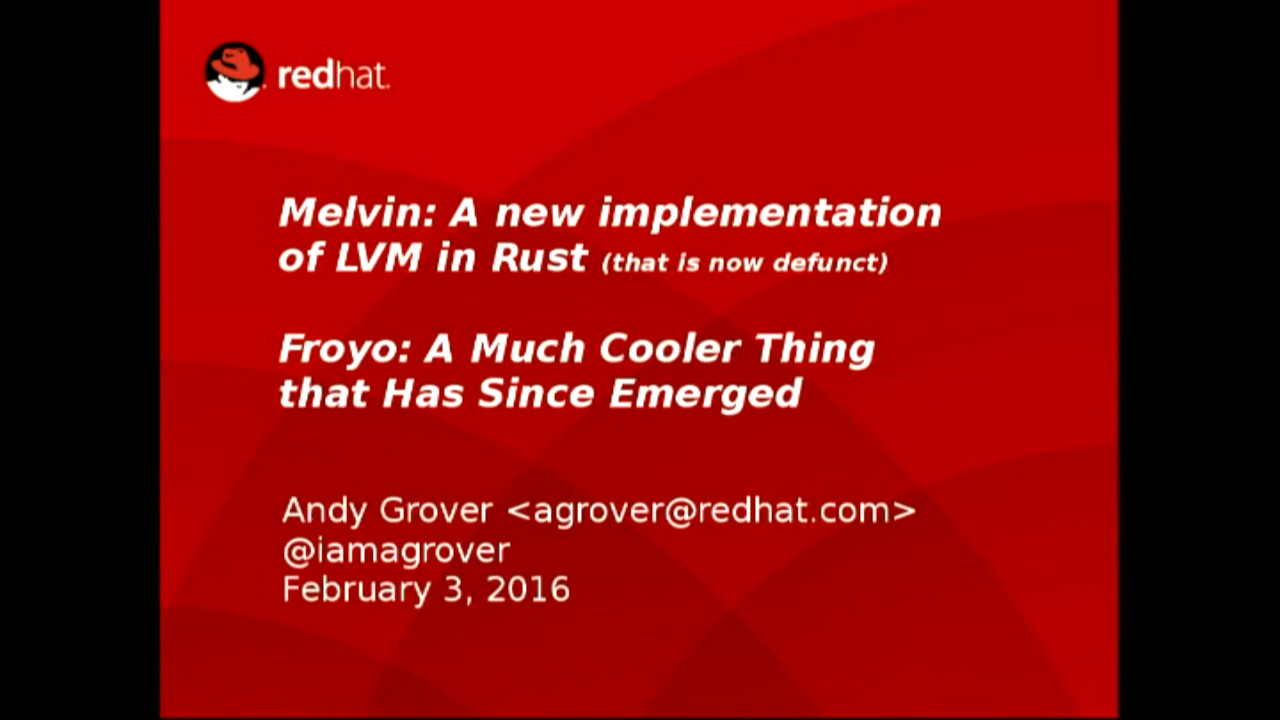 redhat.
Melvin: A new implementation
of LVM in Rust (that is now defunct)
Froyo: A Much Cooler Thing
that Has Since Emerged
Andy Grover <agrover@redhat.com>
@iamagrover
February 3, 2016